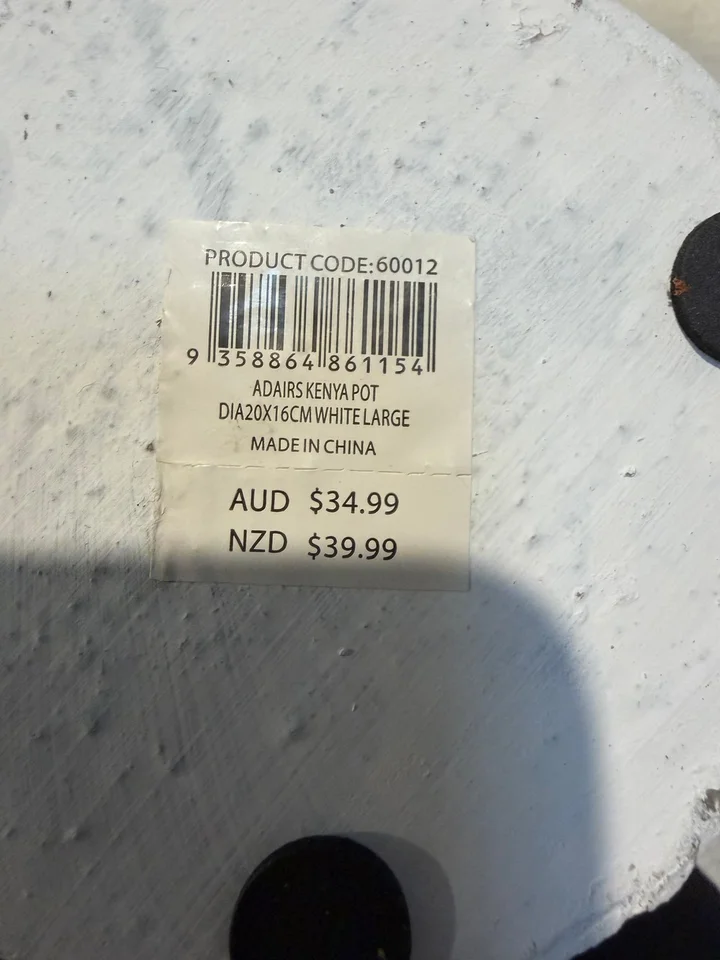 PRODUCT CODE:60012
9 358864 861154
ADAIRS KENYA POT
DIA20X16CM WHITE LARGE
MADE IN CHINA
AUD $34.99
NZD $39.99